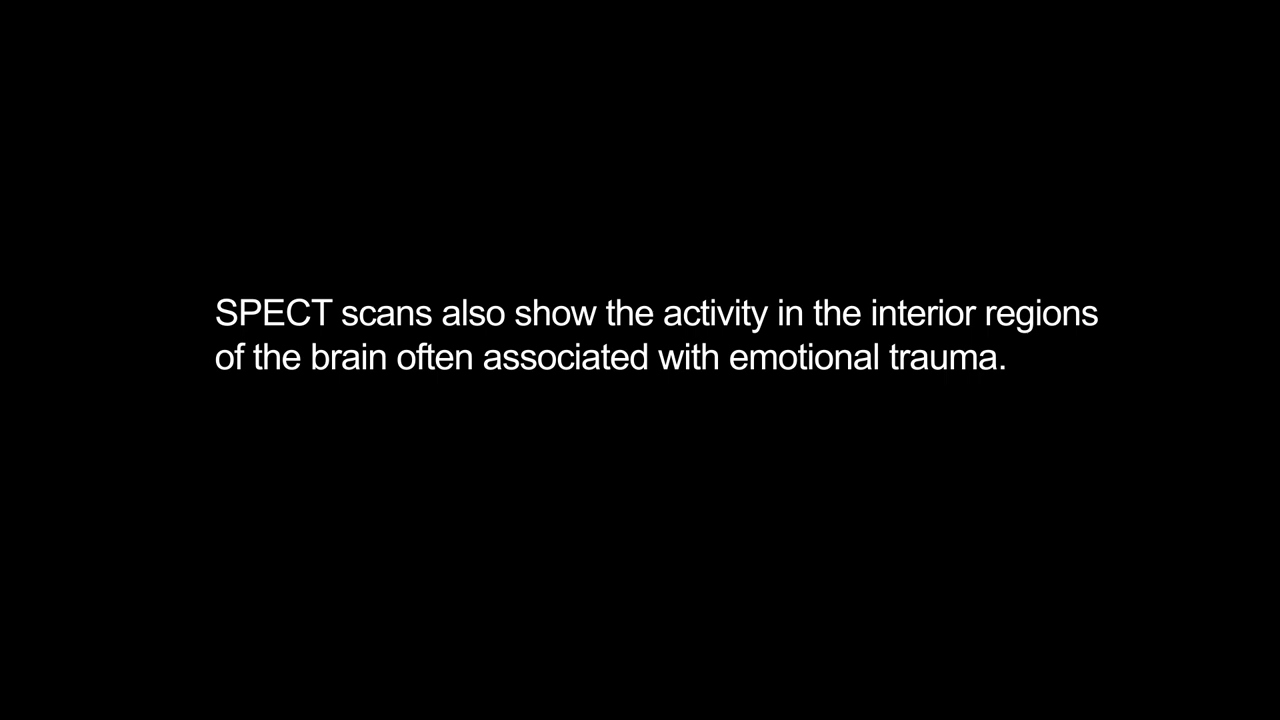 SPECT scans also show the activity in the interior regions
of the brain often associated with emotional trauma.